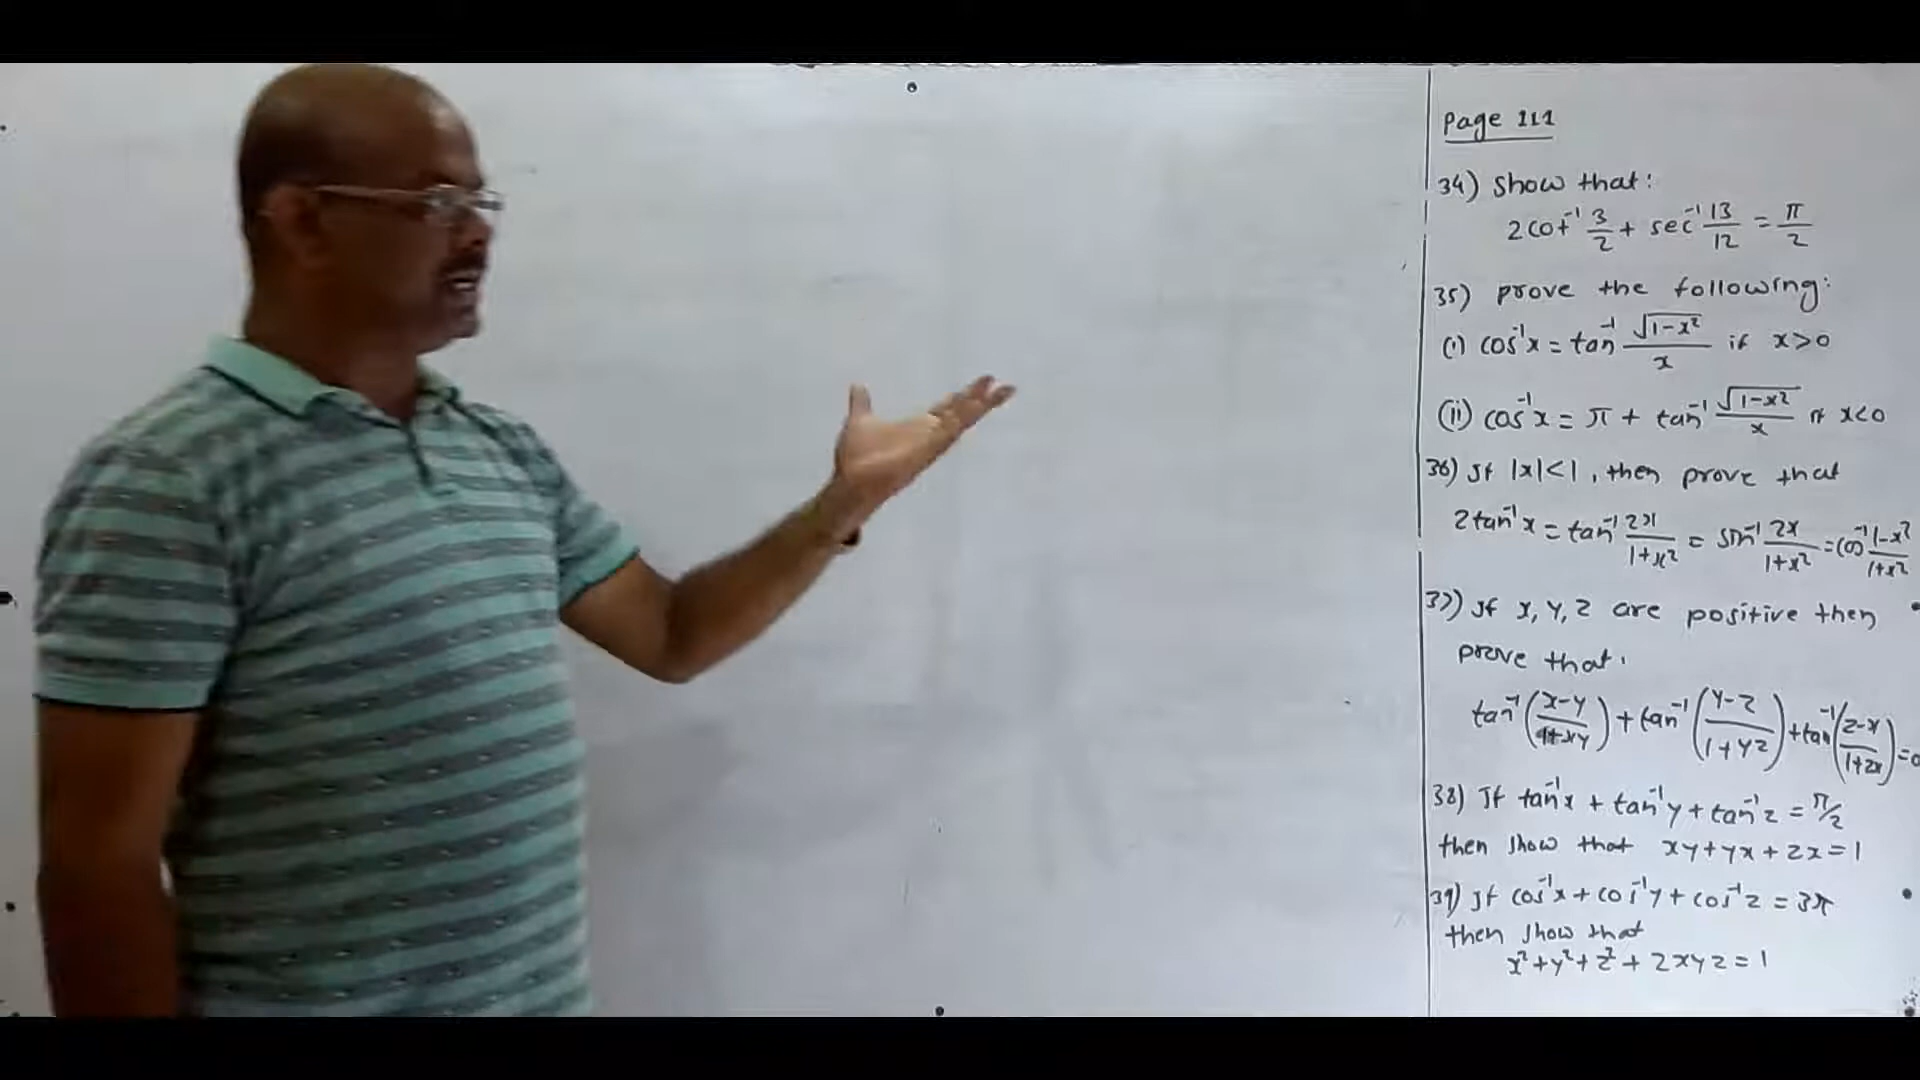 Page 111
34) Show that:
2cot⁻¹ 3/2 + sec⁻¹ 13/12 = π/2
35) prove the following:
(i) cos⁻¹x = tan⁻¹ √(1-x²)/x if x>0
(ii) cos⁻¹x = π + tan⁻¹ √(1-x²)/x if x<0
36) If |x|<1, then prove that
2tan⁻¹x = tan⁻¹ 2x/(1+x²) = sin⁻¹ 2x/(1+x²) = cos⁻¹ (1-x²)/(1+x²)
37) If x, y, z are positive then
prove that.
tan⁻¹((x-y)/(1+xy)) + tan⁻¹((y-z)/(1+yz)) + tan⁻¹((z-x)/(1+zx)) = 0
38) If tan⁻¹x + tan⁻¹y + tan⁻¹z = π/2
then show that xy+yx+zx=1
39) If cos⁻¹x + cos⁻¹y + cos⁻¹z = 3π
then show that
x²+y²+z²+2xyz=1